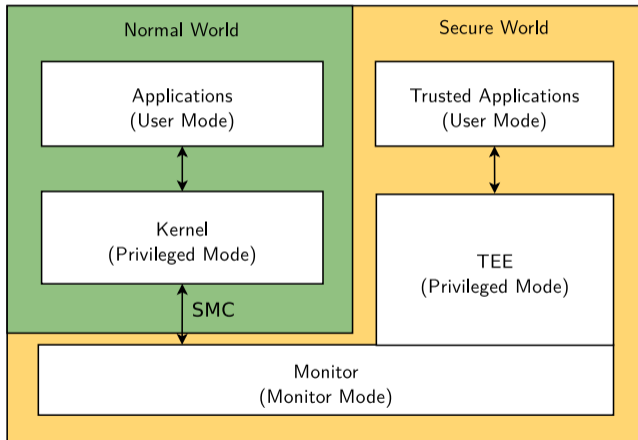 Normal World
Secure World
Applications
(User Mode)
Trusted Applications
(User Mode)
Kernel
(Privileged Mode)
TEE
(Privileged Mode)
SMC
Monitor
(Monitor Mode)